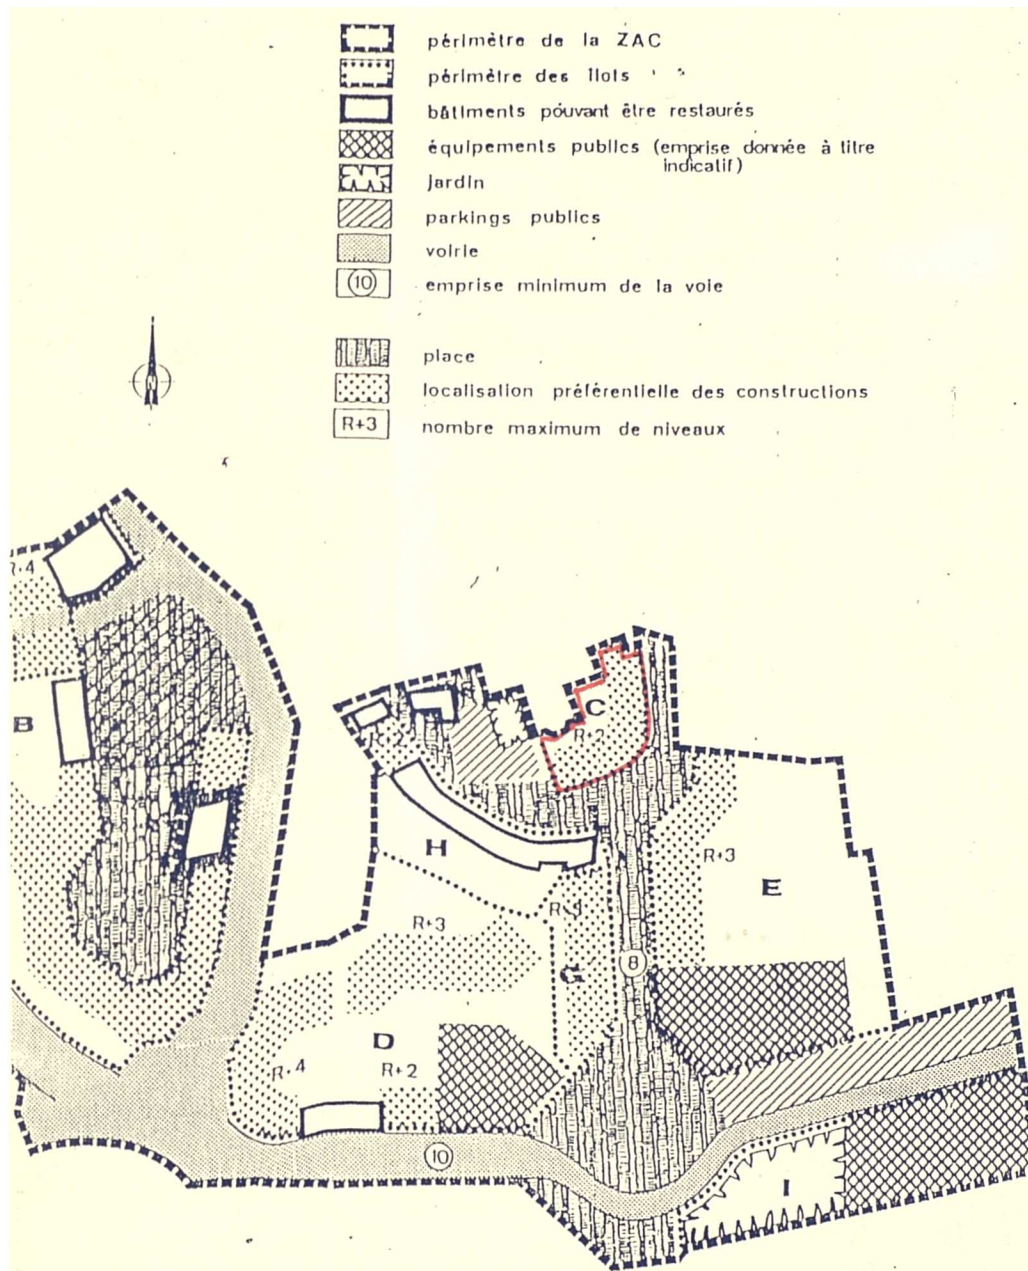 périmètre de la ZAC
périmètre des îlots
bâtiments pouvant être restaurés
équipements publics (emprise donnée à titre
indicatif)
jardin
parkings publics
voirie
10 emprise minimum de la voie
place
localisation préférentielle des constructions
R+3 nombre maximum de niveaux
N
R+4
B
C
R+2
H
R+3
E
R+3
G
8
D
R+4
R+2
10
I